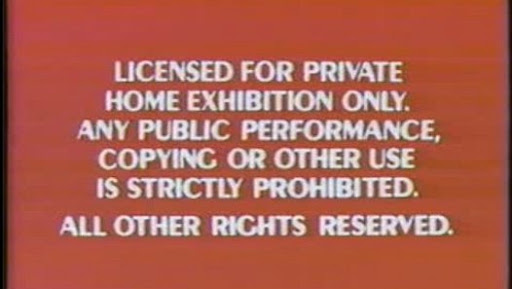 LICENSED FOR PRIVATE
HOME EXHIBITION ONLY.
ANY PUBLIC PERFORMANCE,
COPYING OR OTHER USE
IS STRICTLY PROHIBITED.
ALL OTHER RIGHTS RESERVED.